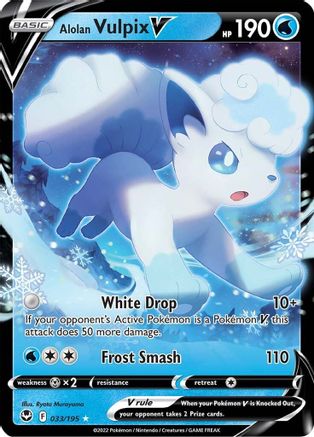 BASIC
Alolan Vulpix V HP 190
White Drop 10+
If your opponent's Active Pokémon is a Pokémon V, this
attack does 50 more damage.
Frost Smash 110
weakness ×2 resistance retreat
Illus. Ryota Murayama
V rule When your Pokémon V is Knocked Out,
your opponent takes 2 Prize cards.
F 033/195
©2022 Pokémon / Nintendo / Creatures / GAME FREAK